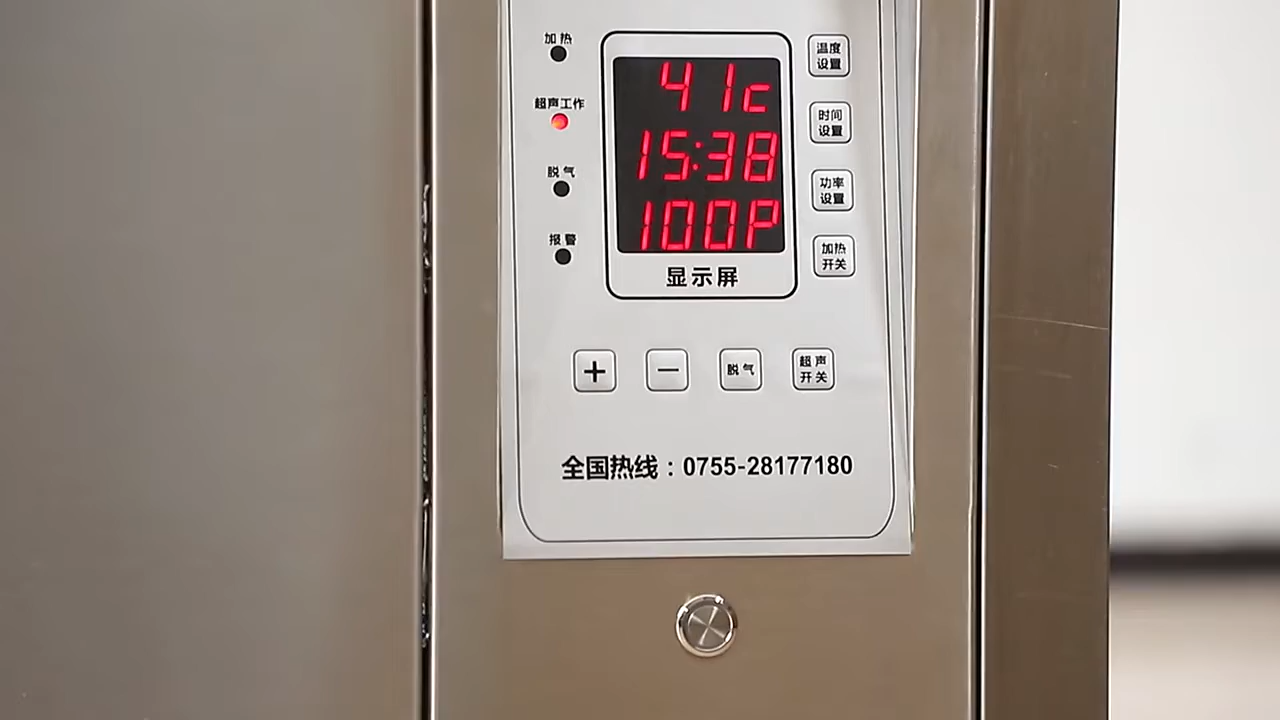 加热
超声工作
脱气
报警
41c
15:38
100P
显示屏
温度
设置
时间
设置
功率
设置
加热
开关
+
—
脱气
超声
开关
全国热线：0755-28177180